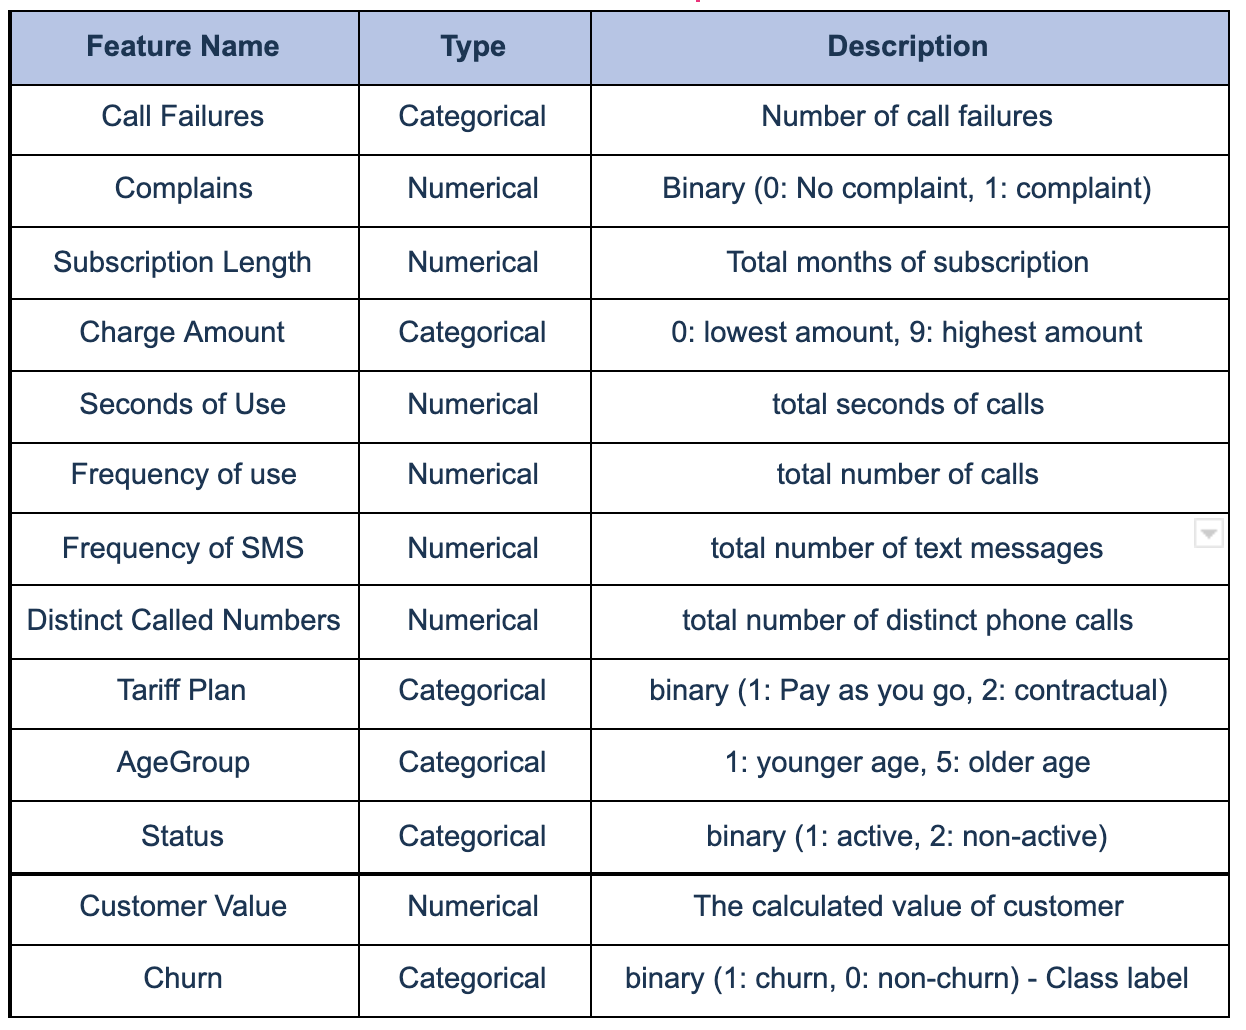 Feature Name Type Description
Call Failures Categorical Number of call failures
Complains Numerical Binary (0: No complaint, 1: complaint)
Subscription Length Numerical Total months of subscription
Charge Amount Categorical 0: lowest amount, 9: highest amount
Seconds of Use Numerical total seconds of calls
Frequency of use Numerical total number of calls
Frequency of SMS Numerical total number of text messages
Distinct Called Numbers Numerical total number of distinct phone calls
Tariff Plan Categorical binary (1: Pay as you go, 2: contractual)
AgeGroup Categorical 1: younger age, 5: older age
Status Categorical binary (1: active, 2: non-active)
Customer Value Numerical The calculated value of customer
Churn Categorical binary (1: churn, 0: non-churn) - Class label